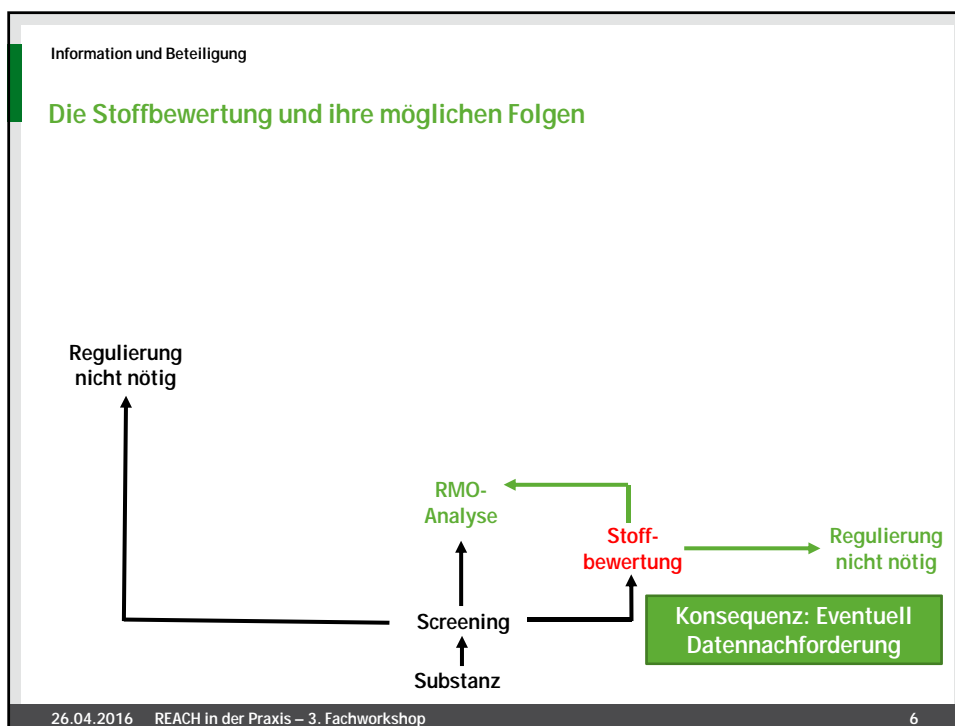 Information und Beteiligung
Die Stoffbewertung und ihre möglichen Folgen
Regulierung
nicht nötig
RMO-
Analyse
Stoff-
bewertung
Regulierung
nicht nötig
Screening
Konsequenz: Eventuell
Datennachforderung
Substanz
26.04.2016 REACH in der Praxis – 3. Fachworkshop 6